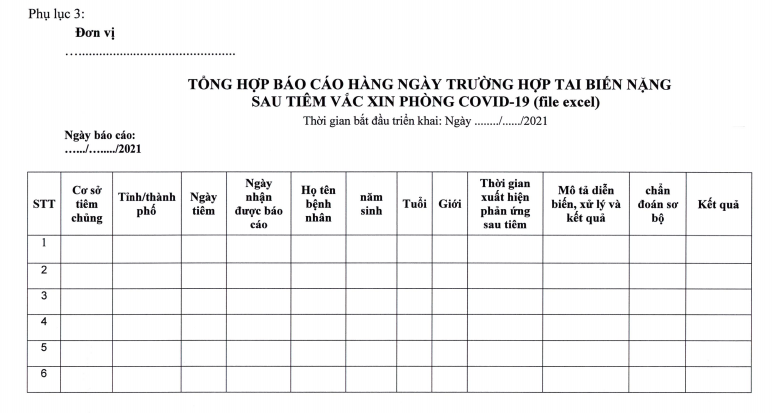 Phụ lục 3:
Đơn vị
….............................................
TỔNG HỢP BÁO CÁO HÀNG NGÀY TRƯỜNG HỢP TAI BIẾN NẶNG
SAU TIÊM VẮC XIN PHÒNG COVID-19 (file excel)
Thời gian bắt đầu triển khai: Ngày ......../....../2021
Ngày báo cáo:
....../......../2021
STT
Cơ sở
tiêm
chủng
Tỉnh/thành
phố
Ngày
tiêm
Ngày
nhận
được báo
cáo
Họ tên
bệnh
nhân
năm
sinh
Tuổi
Giới
Thời gian
xuất hiện
phản ứng
sau tiêm
Mô tả diễn
biến, xử lý và
kết quả
chẩn
đoán sơ
bộ
Kết quả
1
2
3
4
5
6